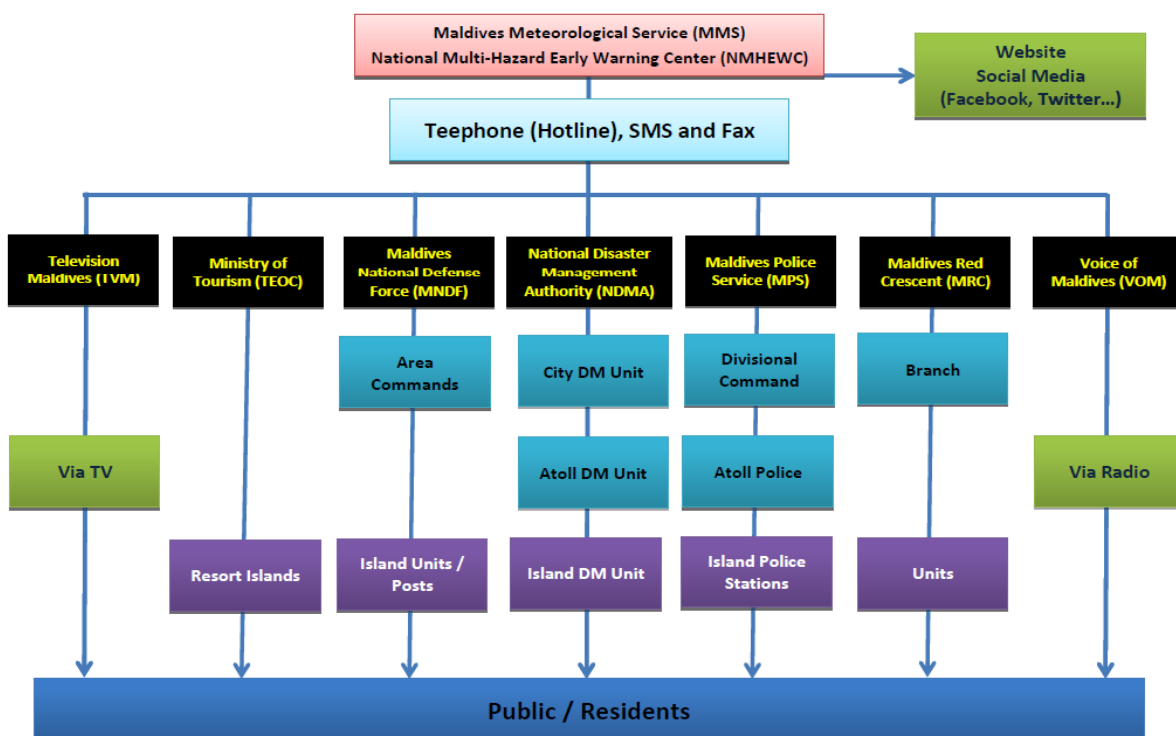 Maldives Meteorological Service (MMS)
National Multi-Hazard Early Warning Center (NMHEWC)
Website
Social Media
(Facebook, Twitter...)
Teephone (Hotline), SMS and Fax
Television
Maldives (TVM)
Ministry of
Tourism (TEOC)
Maldives
National Defense
Force (MNDF)
National Disaster
Management
Authority (NDMA)
Maldives Police
Service (MPS)
Maldives Red
Crescent (MRC)
Voice of
Maldives (VOM)
Area
Commands
City DM Unit
Divisional
Command
Branch
Via TV
Atoll DM Unit
Atoll Police
Via Radio
Resort Islands
Island Units /
Posts
Island DM Unit
Island Police
Stations
Units
Public / Residents